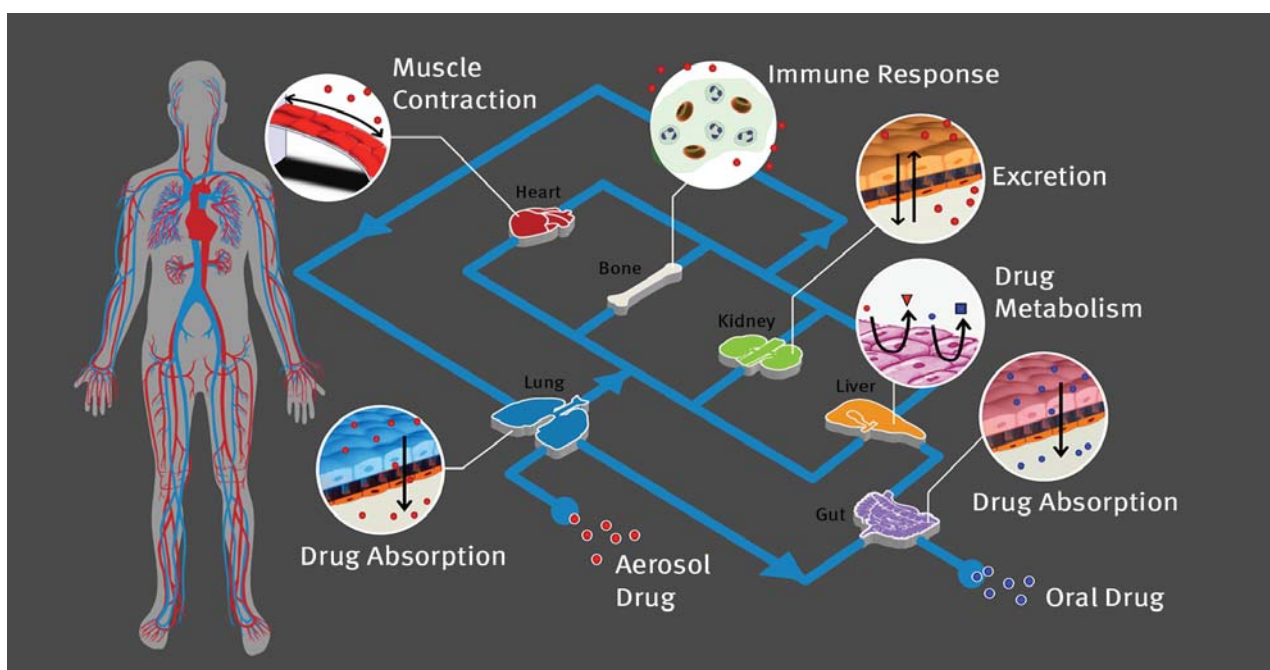 Muscle
Contraction
Immune Response
Excretion
Heart
Bone
Drug
Metabolism
Kidney
Lung
Liver
Drug Absorption
Gut
Drug Absorption
Aerosol
Drug
Oral Drug